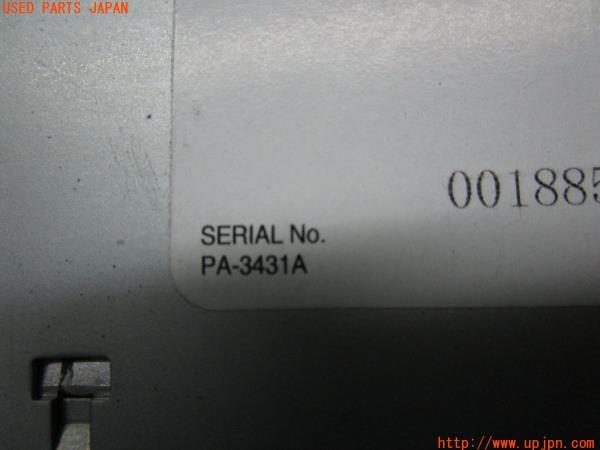 USED PARTS JAPAN
001885
SERIAL No.
PA-3431A
http://www.upjpn.com/